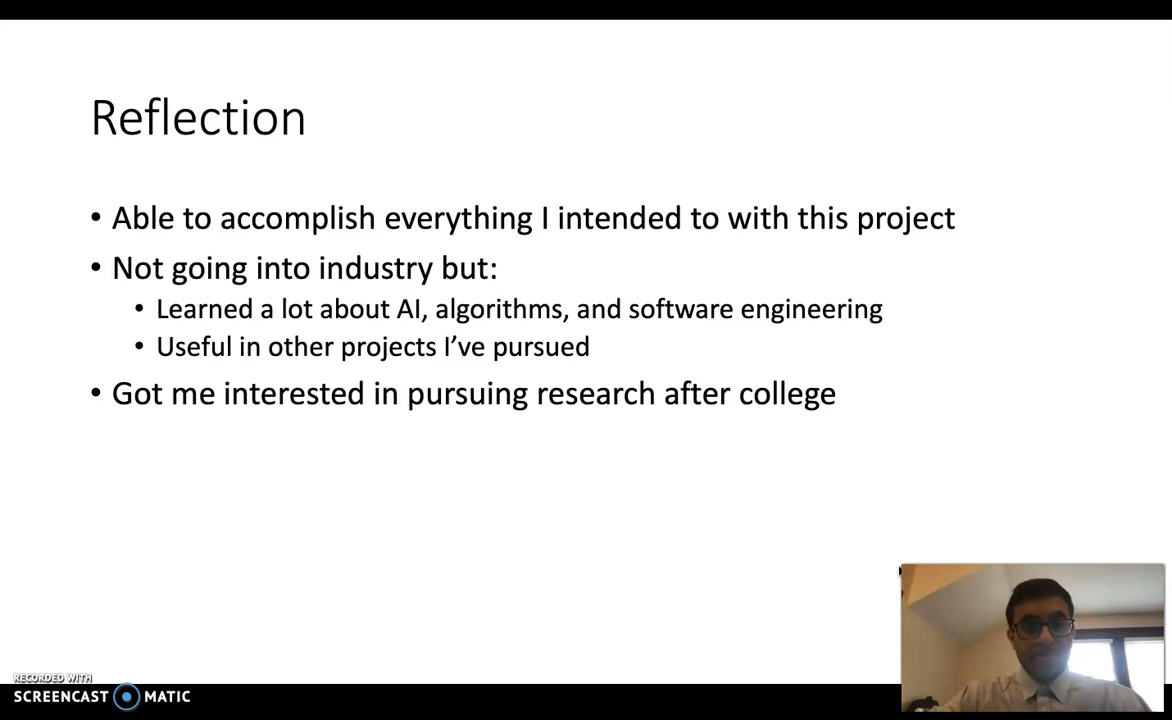 Reflection
• Able to accomplish everything I intended to with this project
• Not going into industry but:
• Learned a lot about AI, algorithms, and software engineering
• Useful in other projects I’ve pursued
• Got me interested in pursuing research after college
RECORDED WITH
SCREENCAST MATIC